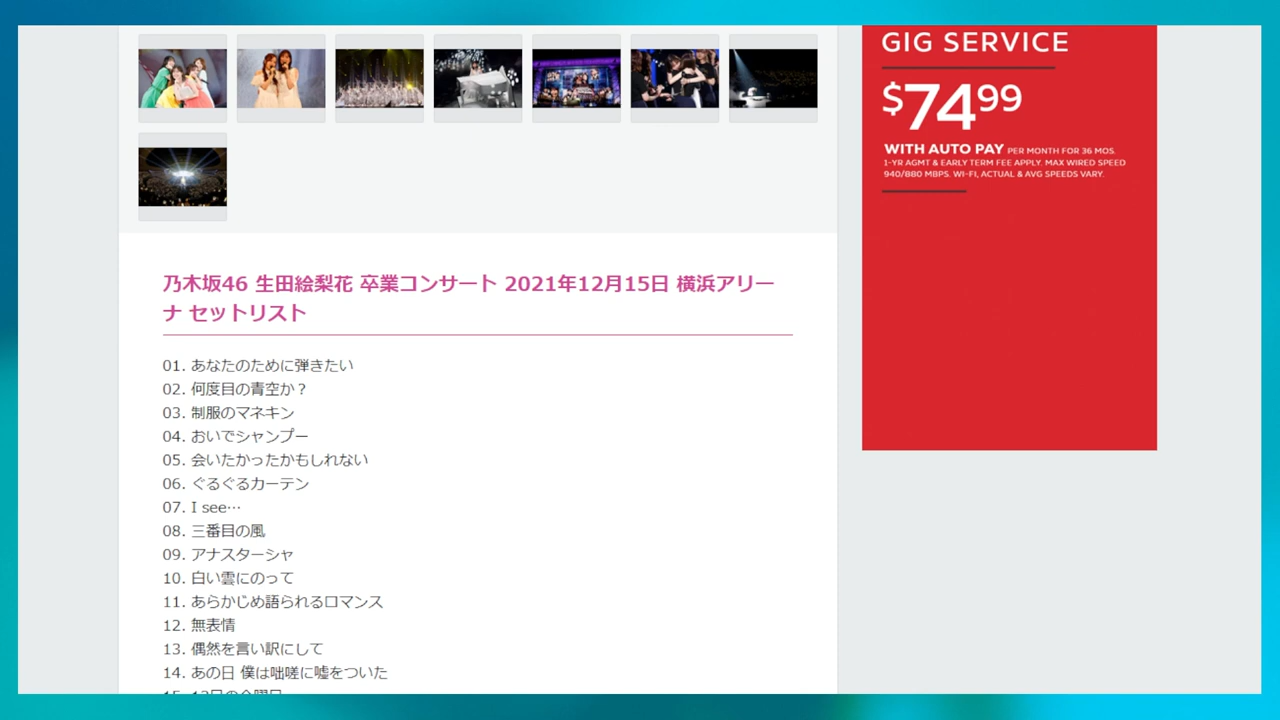 乃木坂46 生田絵梨花 卒業コンサート 2021年12月15日 横浜アリー
ナ セットリスト
01. あなたのために弾きたい
02. 何度目の青空か？
03. 制服のマネキン
04. おいでシャンプー
05. 会いたかったかもしれない
06. ぐるぐるカーテン
07. I see…
08. 三番目の風
09. アナスターシャ
10. 白い雲にのって
11. あらかじめ語られるロマンス
12. 無表情
13. 偶然を言い訳にして
14. あの日 僕は咄嗟に嘘をついた
GIG SERVICE
$7499
WITH AUTO PAY PER MONTH FOR 36 MOS.
1-YR AGMT & EARLY TERM FEE APPLY. MAX WIRED SPEED
940/880 MBPS. WI-FI, ACTUAL & AVG SPEEDS VARY.